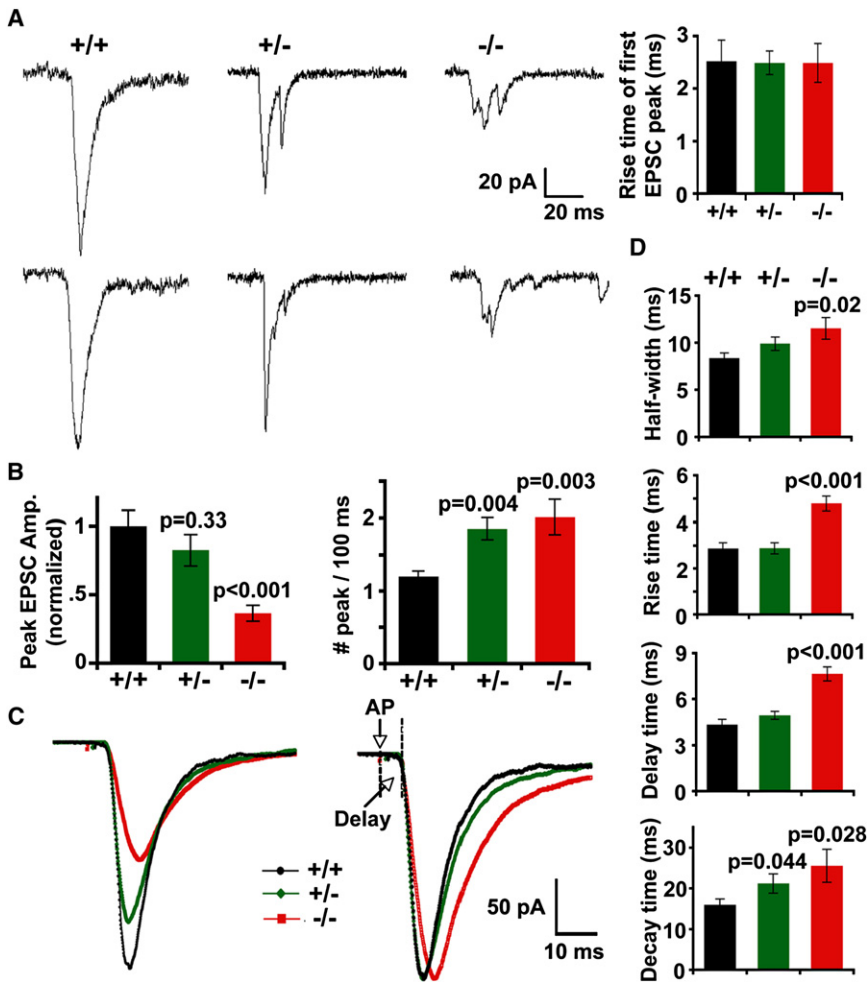 A
+/+ +/- -/-
20 pA
20 ms
Rise time of first
EPSC peak (ms)
3
2
1
0
+/+ +/- -/-
B
Peak EPSC Amp.
(normalized)
1
.5
0
p=0.33
p<0.001
+/+ +/- -/-
# peak / 100 ms
2
1
0
p=0.004
p=0.003
+/+ +/- -/-
C
AP
Delay
+/+
+/-
-/-
50 pA
10 ms
D
+/+ +/- -/-
Half-width (ms)
15
10
5
0
p=0.02
Rise time (ms)
6
4
2
0
p<0.001
Delay time (ms)
9
6
3
0
p<0.001
Decay time (ms)
30
20
10
0
p=0.044
p=0.028